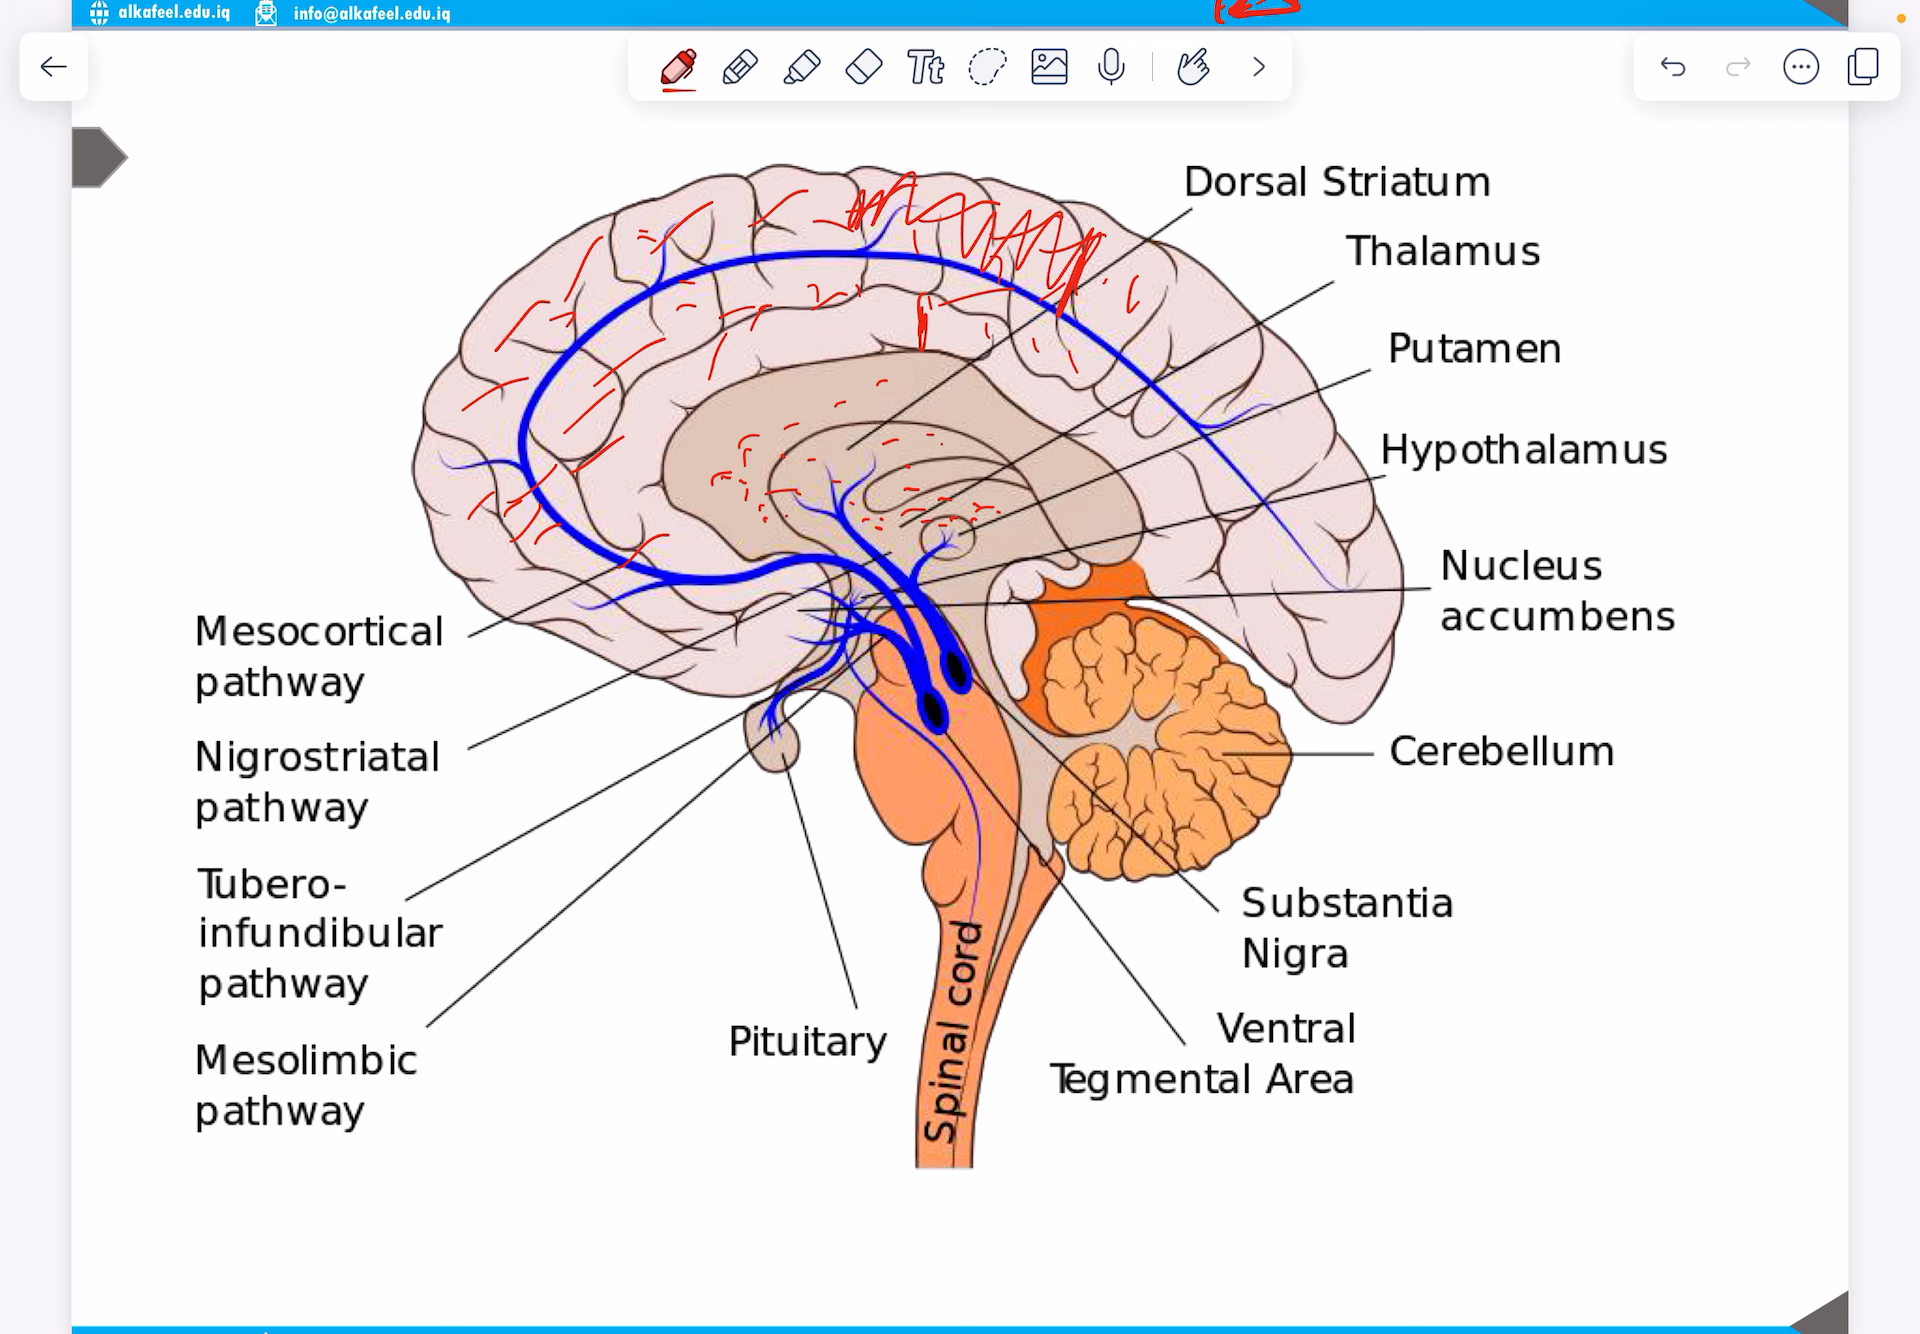 alkafeel.edu.iq info@alkafeel.edu.iq
Tt
Dorsal Striatum
Thalamus
Putamen
Hypothalamus
Nucleus
accumbens
Mesocortical
pathway
Nigrostriatal
pathway
Cerebellum
Tubero-
infundibular
pathway
Substantia
Nigra
Mesolimbic
pathway
Pituitary
Spinal cord
Ventral
Tegmental Area